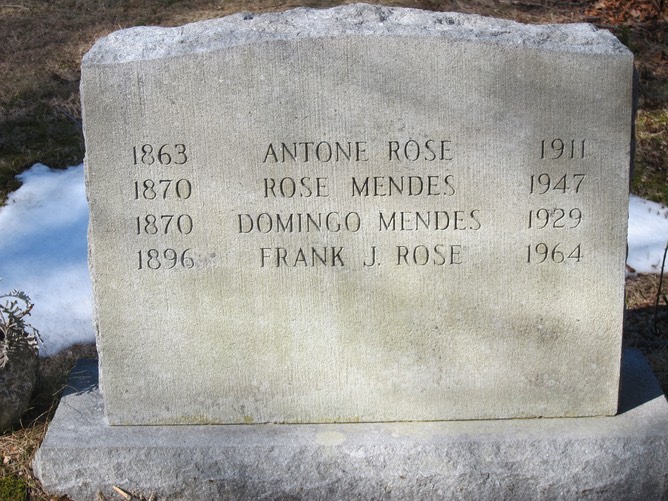 1863 ANTONE ROSE 1911
1870 ROSE MENDES 1947
1870 DOMINGO MENDES 1929
1896 FRANK J. ROSE 1964